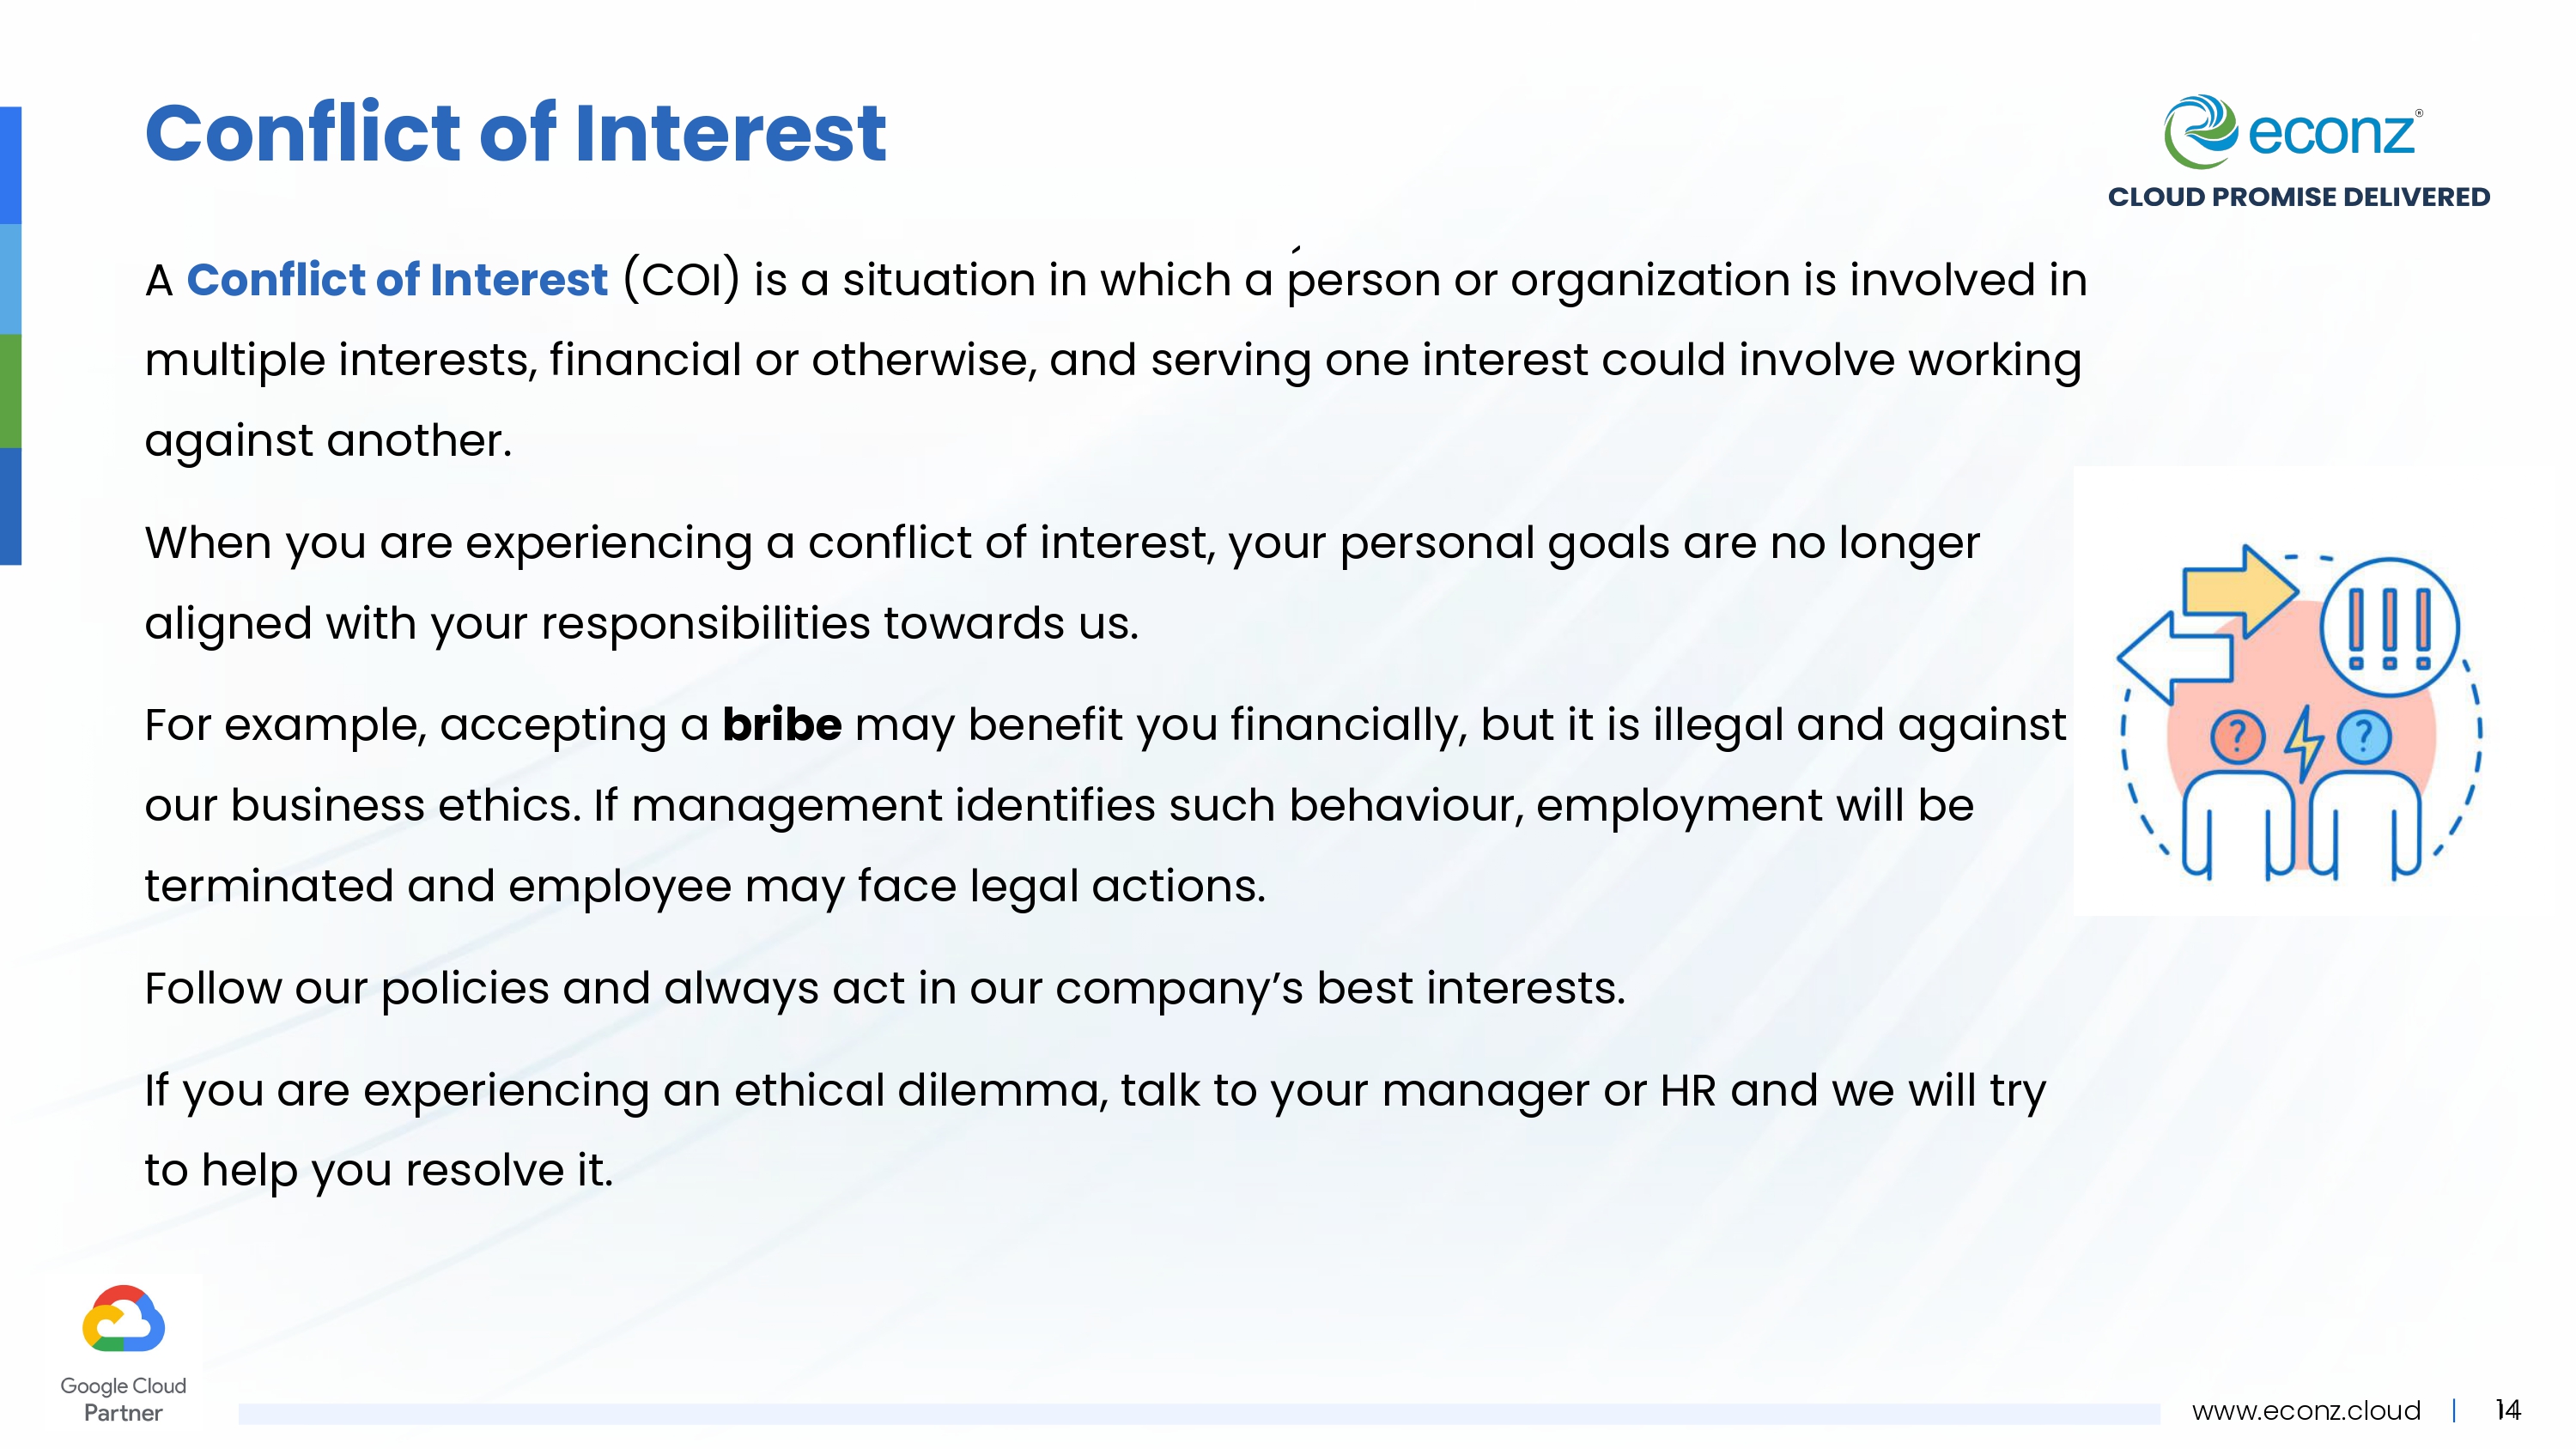 Conflict of Interest
econz®
CLOUD PROMISE DELIVERED
A Conflict of Interest (COI) is a situation in which a person or organization is involved in
multiple interests, financial or otherwise, and serving one interest could involve working
against another.
When you are experiencing a conflict of interest, your personal goals are no longer
aligned with your responsibilities towards us.
For example, accepting a bribe may benefit you financially, but it is illegal and against
our business ethics. If management identifies such behaviour, employment will be
terminated and employee may face legal actions.
Follow our policies and always act in our company’s best interests.
If you are experiencing an ethical dilemma, talk to your manager or HR and we will try
to help you resolve it.
!!!
? ?
Google Cloud
Partner
www.econz.cloud | 14